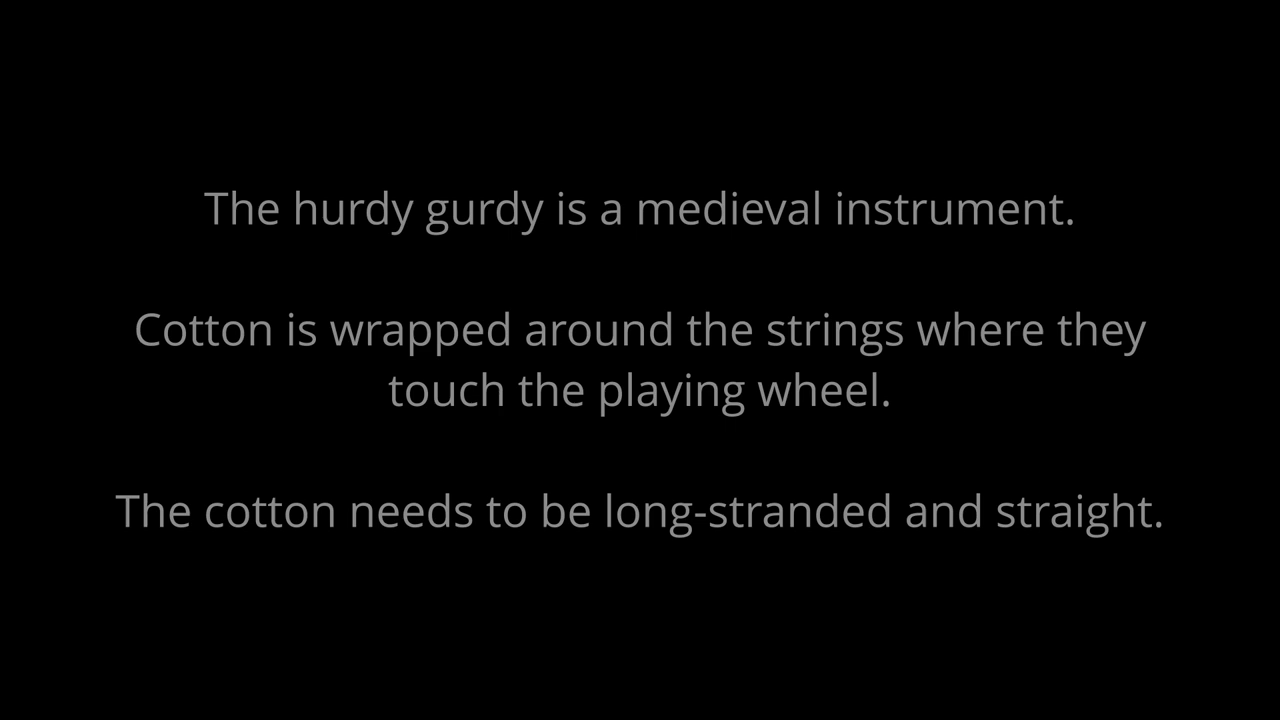 The hurdy gurdy is a medieval instrument.
Cotton is wrapped around the strings where they
touch the playing wheel.
The cotton needs to be long-stranded and straight.